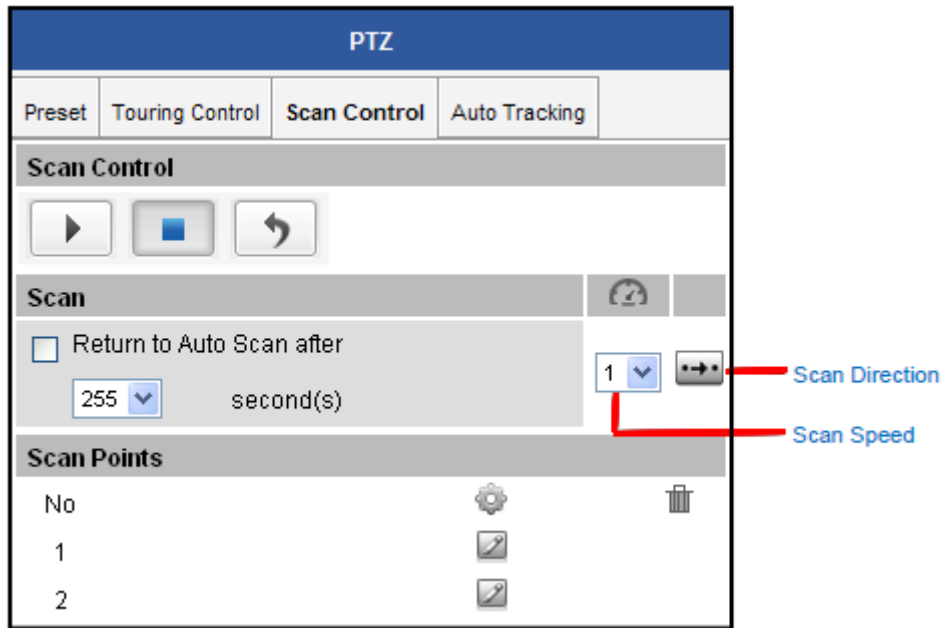 PTZ
Preset Touring Control Scan Control Auto Tracking
Scan Control
Scan
Return to Auto Scan after
1
Scan Direction
255 second(s)
Scan Speed
Scan Points
No
1
2